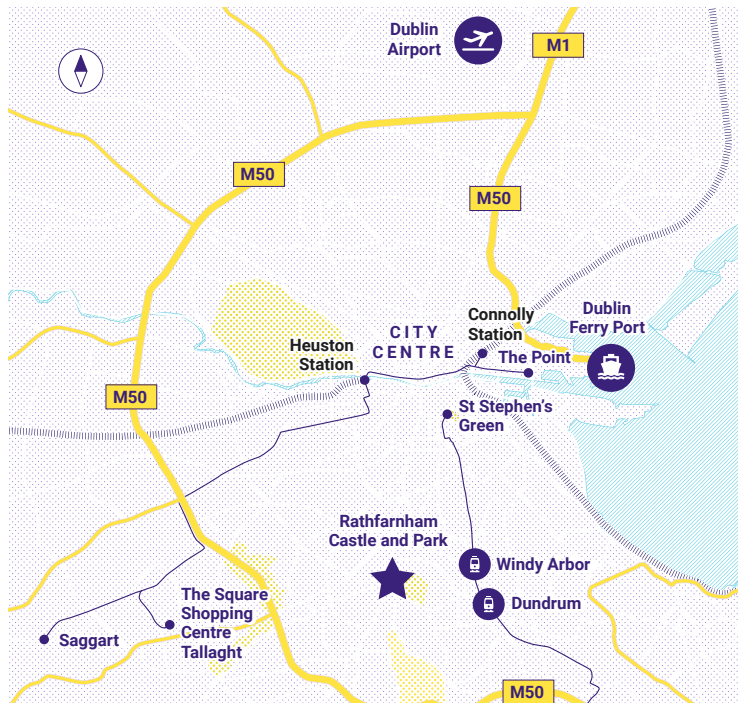 Dublin
Airport
M1
M50
M50
Connolly
Station
Dublin
Ferry Port
CITY
CENTRE
Heuston
Station
The Point
M50
St Stephen's
Green
Rathfarnham
Castle and Park
Windy Arbor
Dundrum
The Square
Shopping
Centre
Tallaght
Saggart
M50